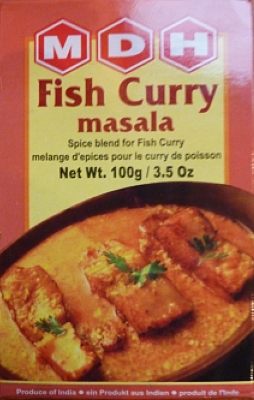 MDH
Fish Curry
masala
Spice blend for Fish Curry
melange d'epices pour le curry de poisson
Net Wt. 100g / 3.5 Oz
Produce of India • ein Produkt aus Indien • produit de l'Inde